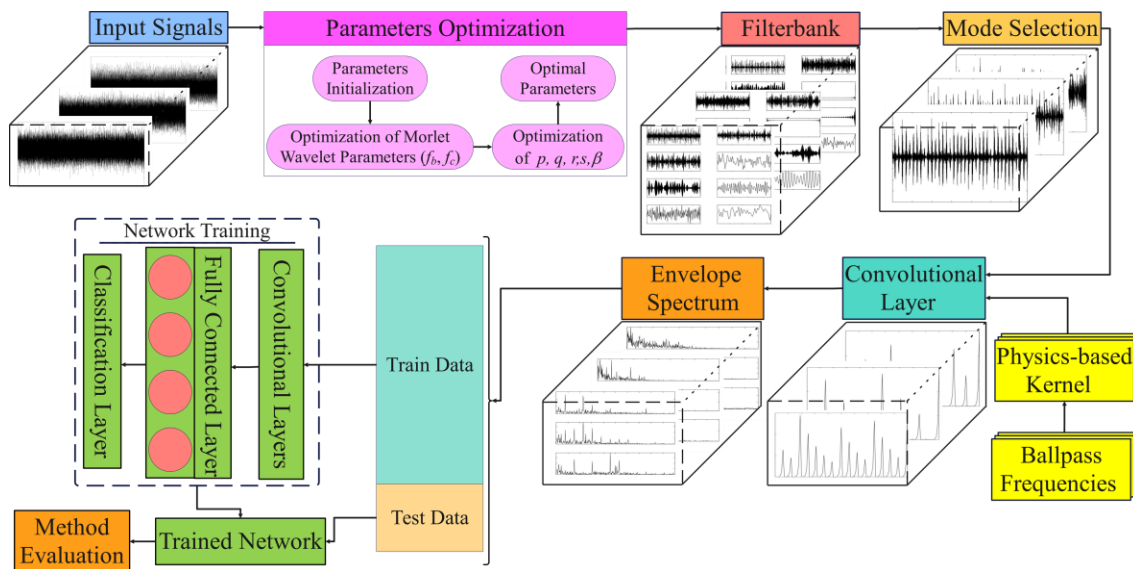 Input Signals
Parameters Optimization
Filterbank
Mode Selection
Parameters
Initialization
Optimal
Parameters
Optimization of Morlet
Wavelet Parameters (f_b, f_c)
Optimization
of p, q, r,s,β
Network Training
Classification Layer
Fully Connected Layer
Convolutional Layers
Train Data
Test Data
Envelope
Spectrum
Convolutional
Layer
Physics-based
Kernel
Ballpass
Frequencies
Method
Evaluation
Trained Network